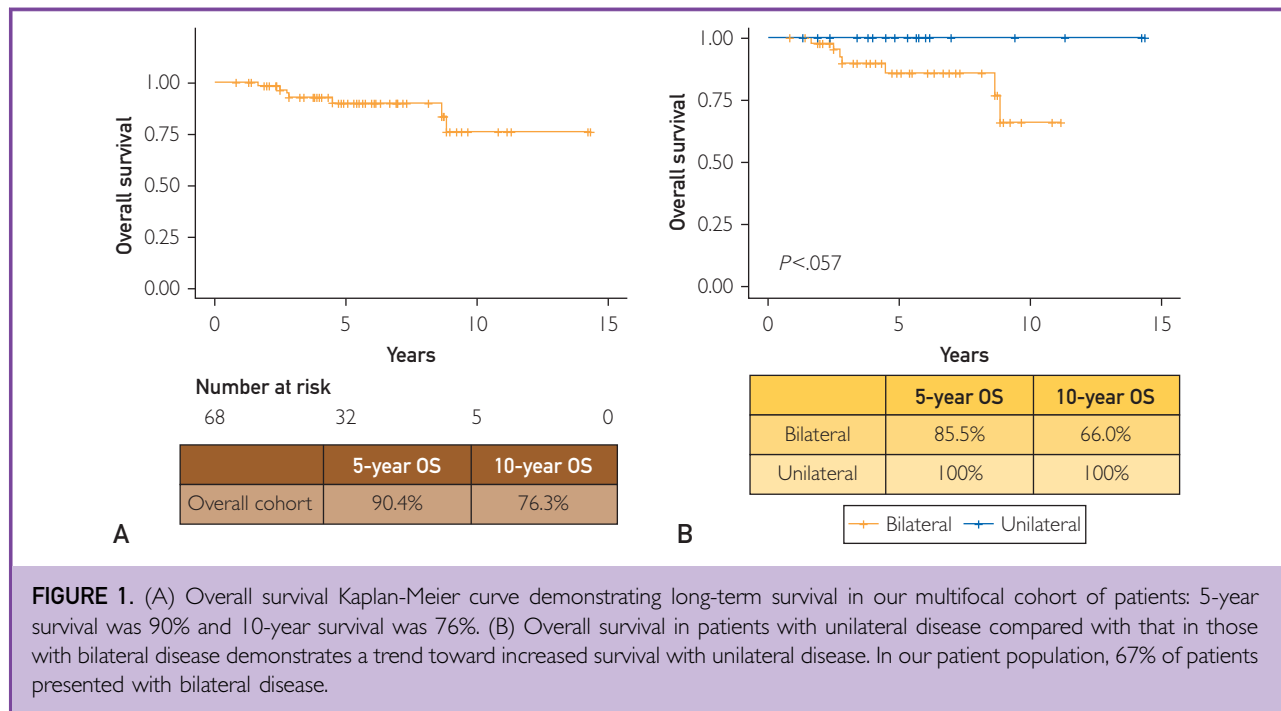 1.00
0.75
0.50
0.25
0.00
Overall survival
0 5 10 15
Years
Number at risk
68 32 5 0
5-year OS 10-year OS
Overall cohort 90.4% 76.3%
A
1.00
0.75
0.50
0.25
0.00
Overall survival
P<.057
0 5 10 15
Years
5-year OS 10-year OS
Bilateral 85.5% 66.0%
Unilateral 100% 100%
Bilateral Unilateral
B
FIGURE 1. (A) Overall survival Kaplan-Meier curve demonstrating long-term survival in our multifocal cohort of patients: 5-year
survival was 90% and 10-year survival was 76%. (B) Overall survival in patients with unilateral disease compared with that in those
with bilateral disease demonstrates a trend toward increased survival with unilateral disease. In our patient population, 67% of patients
presented with bilateral disease.